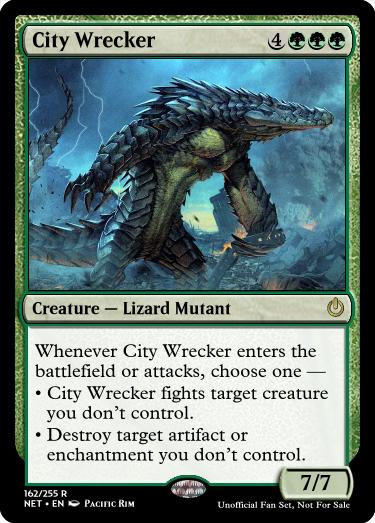 City Wrecker 4
Creature — Lizard Mutant
Whenever City Wrecker enters the
battlefield or attacks, choose one —
• City Wrecker fights target creature
you don't control.
• Destroy target artifact or
enchantment you don't control.
7/7
162/255 R
NET • EN Pacific Rim
Unofficial Fan Set, Not For Sale